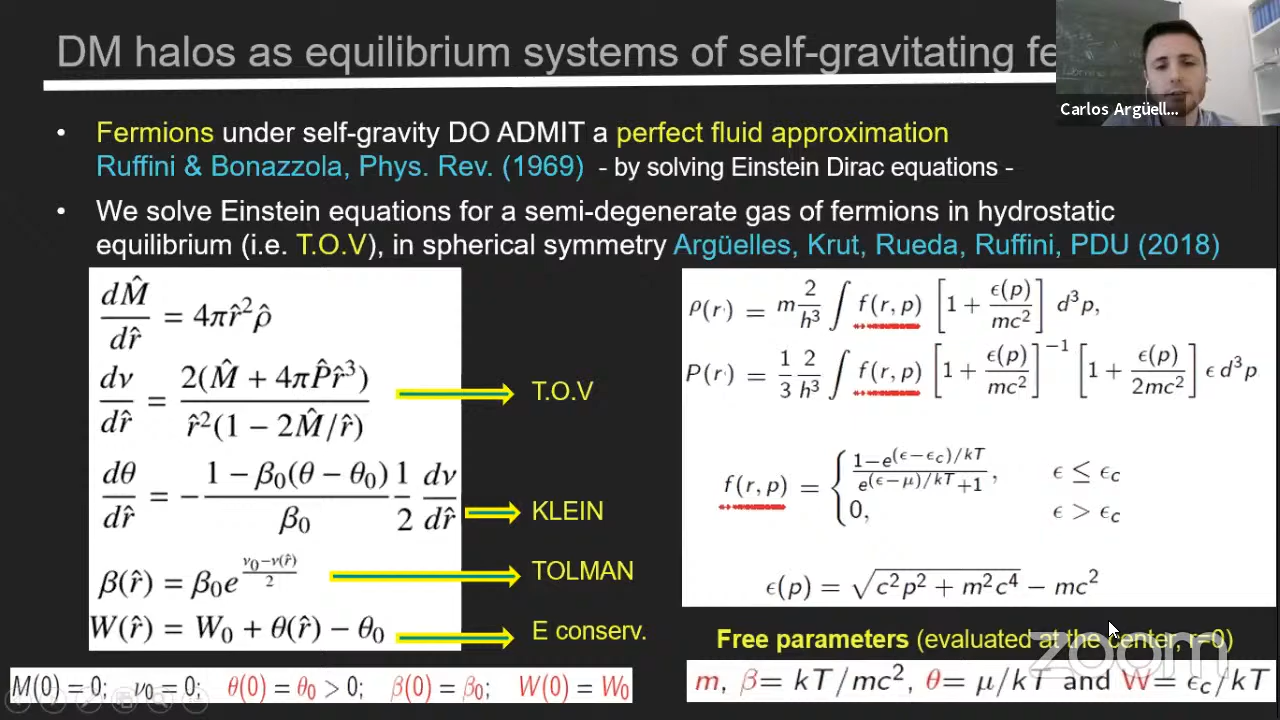 DM halos as equilibrium systems of self-gravitating fe
Carlos Argüell...
• Fermions under self-gravity DO ADMIT a perfect fluid approximation
Ruffini & Bonazzola, Phys. Rev. (1969) - by solving Einstein Dirac equations -
• We solve Einstein equations for a semi-degenerate gas of fermions in hydrostatic
equilibrium (i.e. T.O.V), in spherical symmetry Argüelles, Krut, Rueda, Ruffini, PDU (2018)
dM̂/dr̂ = 4πr̂²ρ̂
dν/dr̂ = 2(M̂ + 4πP̂r̂³) / r̂²(1 − 2M̂/r̂)
T.O.V
dθ/dr̂ = − 1 − β₀(θ − θ₀) / β₀ 1/2 dν/dr̂
KLEIN
β(r̂) = β₀e^{(ν₀−ν(r̂))/2}
TOLMAN
W(r̂) = W₀ + θ(r̂) − θ₀
E conserv.
M(0) = 0; ν₀ = 0; θ(0) = θ₀ > 0; β(0) = β₀; W(0) = W₀
ρ(r) = m 2/h³ ∫ f(r, p) [1 + ϵ(p)/mc²] d³p,
P(r) = 1/3 2/h³ ∫ f(r, p) [1 + ϵ(p)/mc²]⁻¹ [1 + ϵ(p)/2mc²] ϵ d³p
f(r, p) = { 1−e^{(ϵ−ϵc)/kT} / e^{(ϵ−μ)/kT}+1, ϵ ≤ ϵc
0, ϵ > ϵc
ϵ(p) = √(c²p² + m²c⁴) − mc²
Free parameters (evaluated at the center, r=0)
zoom
m, β= kT/mc², θ= μ/kT and W= ϵc/kT